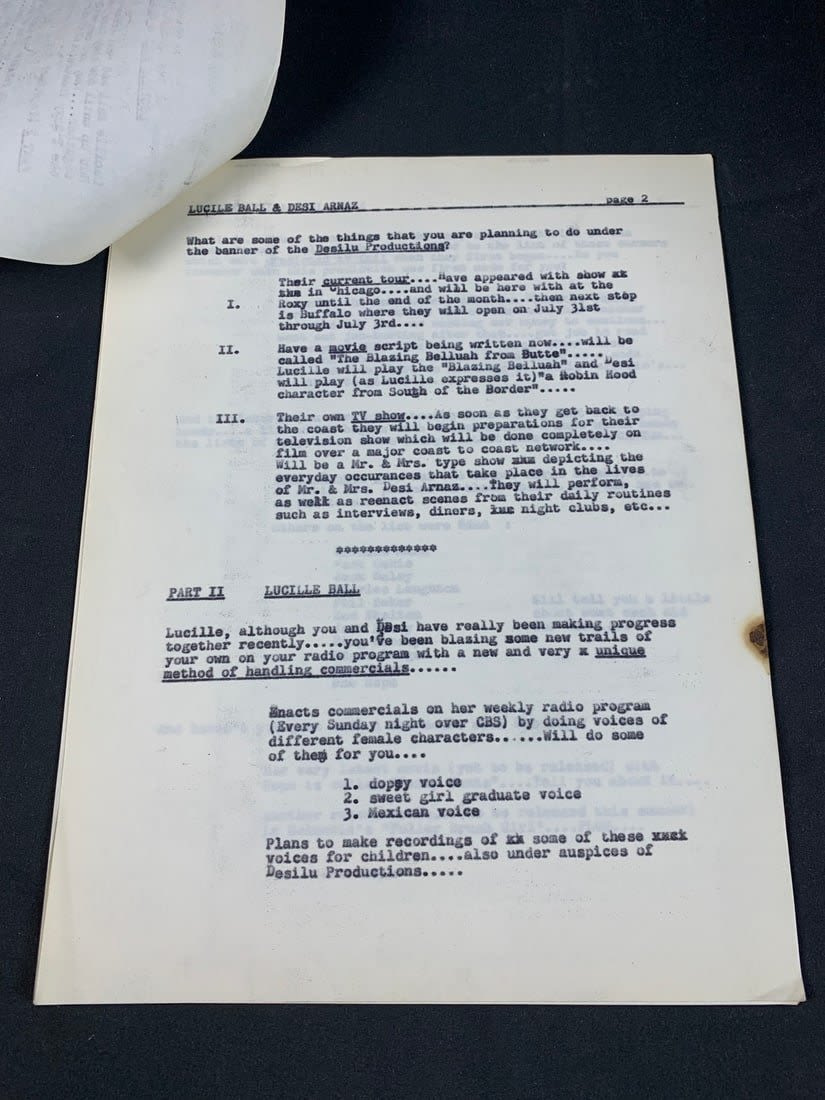 LUCILE BALL & DESI ARNAZ page 2
What are some of the things that you are planning to do under
the banner of the Desilu Productions?
Their current tour....Have appeared with show xx
xxx in Chicago....and will be here with at the
I. Roxy until the end of the month....then next stop
is Buffalo where they will open on July 31st
through July 3rd....
II. Have a movie script being written now....will be
called "The Blazing Belluah from Butte".....
Lucille will play the "Blazing Belluah" and Desi
will play (as Lucille expresses it)"a Robin Hood
character from South of the Border".....
III. Their own TV show....As soon as they get back to
the coast they will begin preparations for their
television show which will be done completely on
film over a major coast to coast network....
Will be a Mr. & Mrs. type show xxx depicting the
everyday occurances that take place in the lives
of Mr. & Mrs. Desi Arnaz....They will perform,
as well as reenact scenes from their daily routines
such as interviews, diners, xxx night clubs, etc...
*************
PART II LUCILLE BALL
Lucille, although you and Desi have really been making progress
together recently.....you've been blazing some new trails of
your own on your radio program with a new and very x unique
method of handling commercials......
Enacts commercials on her weekly radio program
(Every Sunday night over CBS) by doing voices of
different female characters......Will do some
of them for you....
1. dopey voice
2. sweet girl graduate voice
3. Mexican voice
Plans to make recordings of xx some of these xxxx
voices for children....also under auspices of
Desilu Productions.....